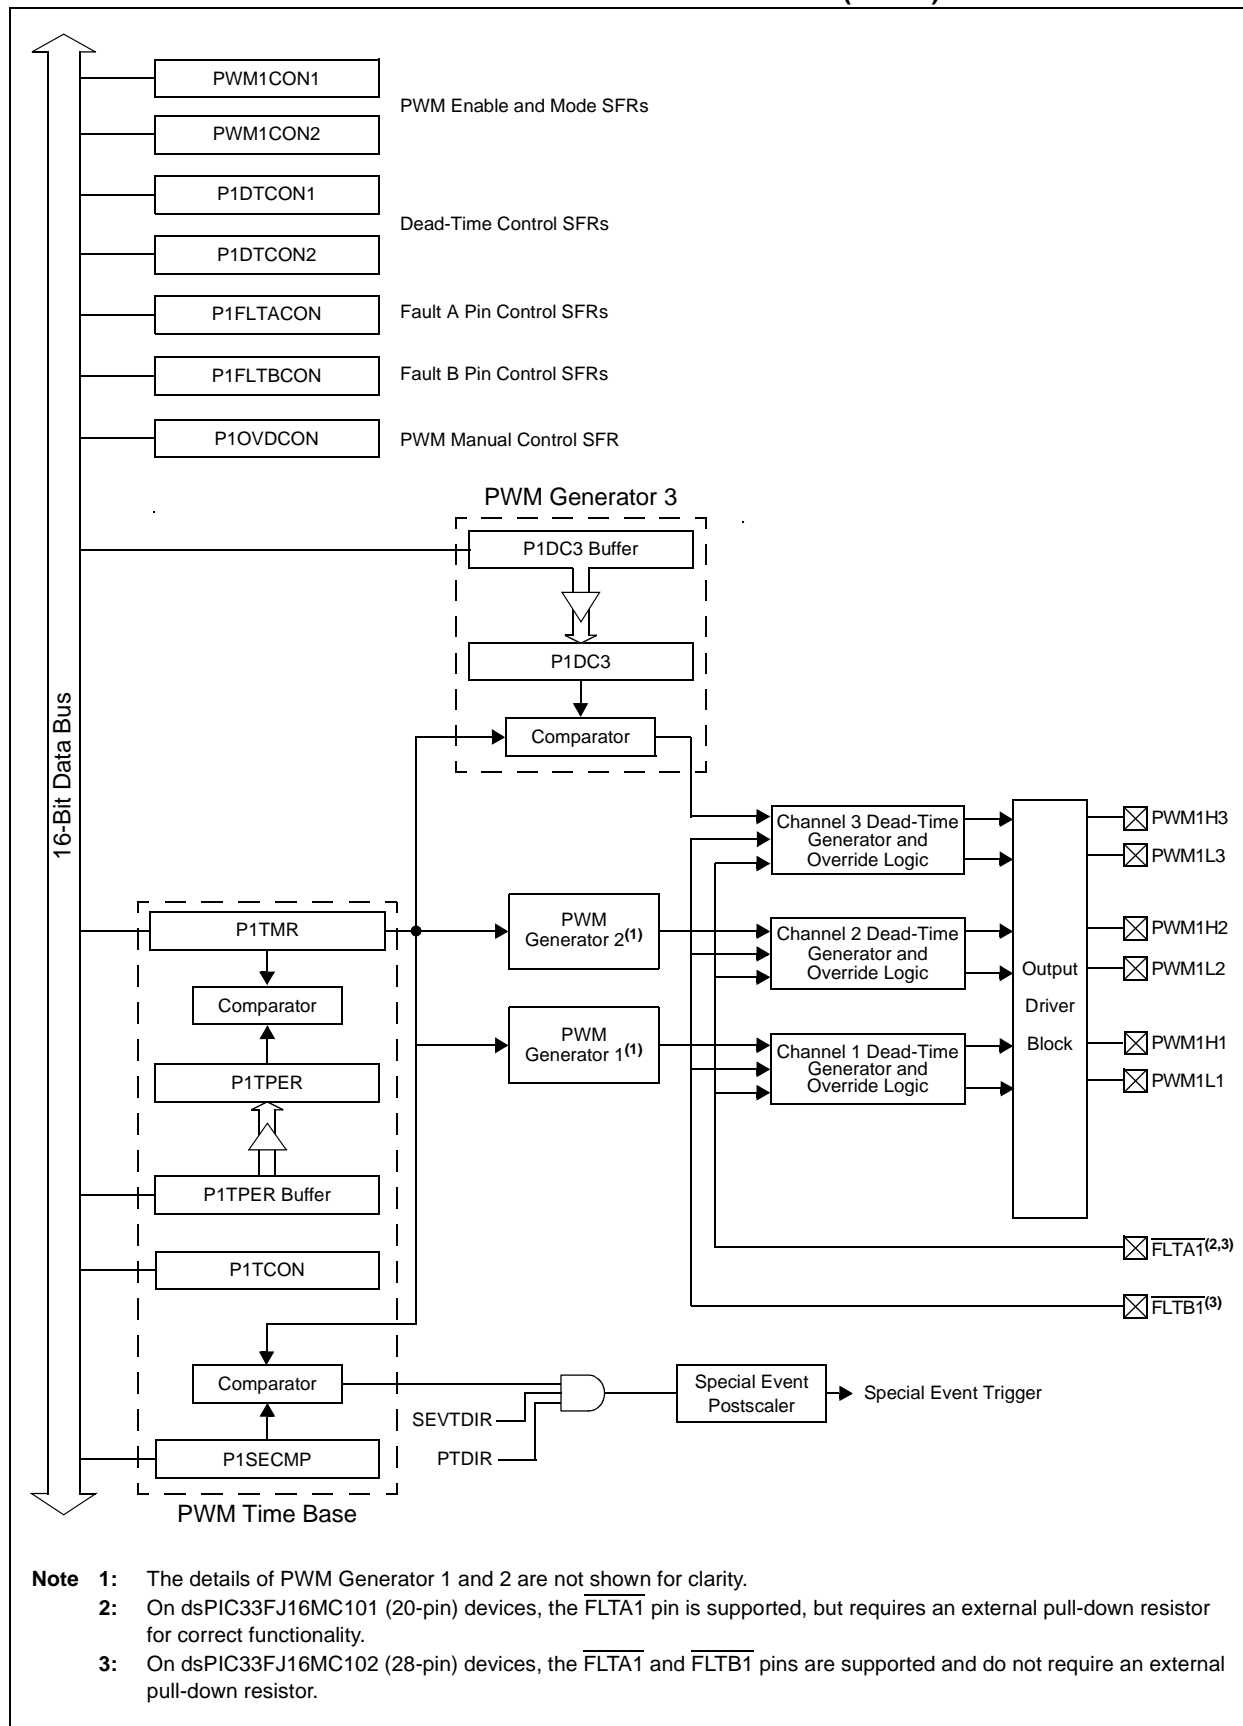 PWM1CON1
PWM Enable and Mode SFRs
PWM1CON2
P1DTCON1
Dead-Time Control SFRs
P1DTCON2
P1FLTACON
Fault A Pin Control SFRs
P1FLTBCON
Fault B Pin Control SFRs
P1OVDCON
PWM Manual Control SFR
PWM Generator 3
P1DC3 Buffer
P1DC3
Comparator
16-Bit Data Bus
Channel 3 Dead-Time
Generator and
Override Logic
PWM1H3
PWM1L3
P1TMR
PWM
Generator 2(1)
Channel 2 Dead-Time
Generator and
Override Logic
PWM1H2
PWM1L2
Output
Driver
Block
Comparator
PWM
Generator 1(1)
Channel 1 Dead-Time
Generator and
Override Logic
PWM1H1
PWM1L1
P1TPER
P1TPER Buffer
FLTA1(2,3)
P1TCON
FLTB1(3)
Comparator
SEVTDIR
PTDIR
Special Event
Postscaler
Special Event Trigger
P1SECMP
PWM Time Base
Note 1: The details of PWM Generator 1 and 2 are not shown for clarity.
2: On dsPIC33FJ16MC101 (20-pin) devices, the FLTA1 pin is supported, but requires an external pull-down resistor
for correct functionality.
3: On dsPIC33FJ16MC102 (28-pin) devices, the FLTA1 and FLTB1 pins are supported and do not require an external
pull-down resistor.